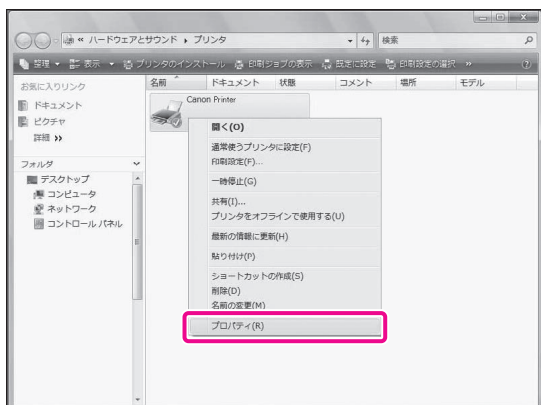 « ハードウェアとサウンド ▸ プリンタ
検索
整理 表示 プリンタのインストール 印刷ジョブの表示 既定に設定 印刷設定の選択 »
お気に入りリンク
ドキュメント
ピクチャ
詳細 »
フォルダ
デスクトップ
コンピュータ
ネットワーク
コントロール パネル
名前 ドキュメント 状態 コメント 場所 モデル
Canon Printer
開く(O)
通常使うプリンタに設定(F)
印刷設定(F)...
一時停止(G)
共有(I)...
プリンタをオフラインで使用する(U)
最新の情報に更新(H)
貼り付け(P)
ショートカットの作成(S)
削除(D)
名前の変更(M)
プロパティ(R)